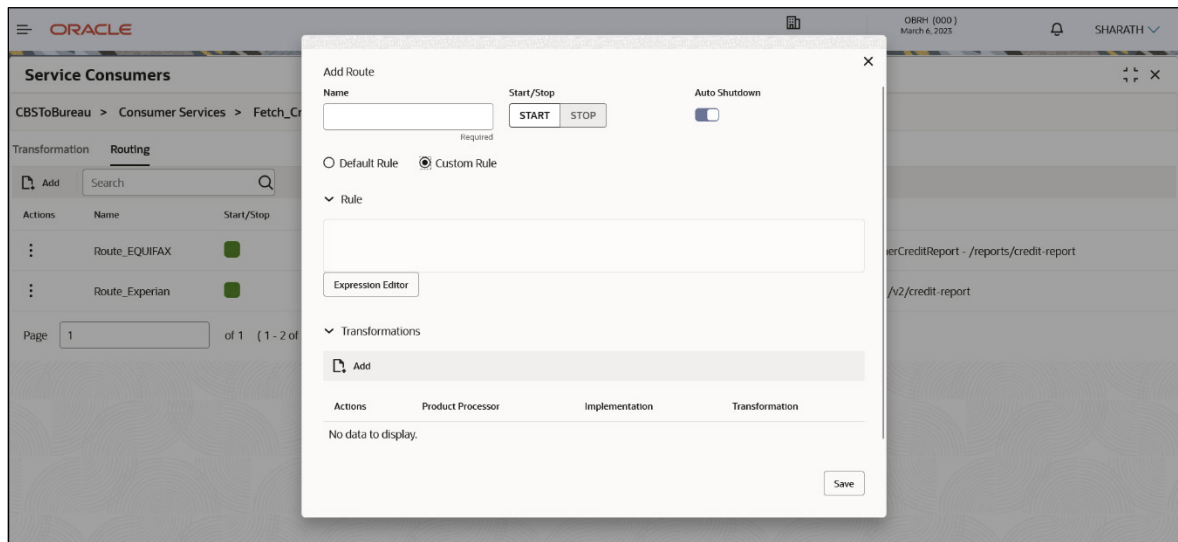 ORACLE
OBRH (000)
March 6, 2023
SHARATH
Service Consumers
CBSToBureau > Consumer Services > Fetch_Cr
Transformation Routing
Add Search
Actions Name Start/Stop
Route_EQUIFAX erCreditReport - /reports/credit-report
Route_Experian /v2/credit-report
Page 1 of 1 (1 - 2 of
Add Route
Name Start/Stop Auto Shutdown
START STOP
Required
Default Rule Custom Rule
Rule
Expression Editor
Transformations
Add
Actions Product Processor Implementation Transformation
No data to display.
Save